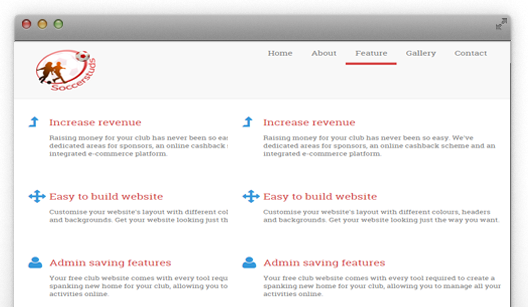 Soccerstuds
Home About Feature Gallery Contact
Increase revenue
Raising money for your club has never been so ea
dedicated areas for sponsors, an online cashback
integrated e-commerce platform.
Increase revenue
Raising money for your club has never been so easy. We've
dedicated areas for sponsors, an online cashback scheme and an
integrated e-commerce platform.
Easy to build website
Customise your website's layout with different col
and backgrounds. Get your website looking just th
Easy to build website
Customise your website's layout with different colours, headers
and backgrounds. Get your website looking just the way you want.
Admin saving features
Your free club website comes with every tool requ
spanking new home for your club, allowing you to
activities online.
Admin saving features
Your free club website comes with every tool required to create a
spanking new home for your club, allowing you to manage all your
activities online.